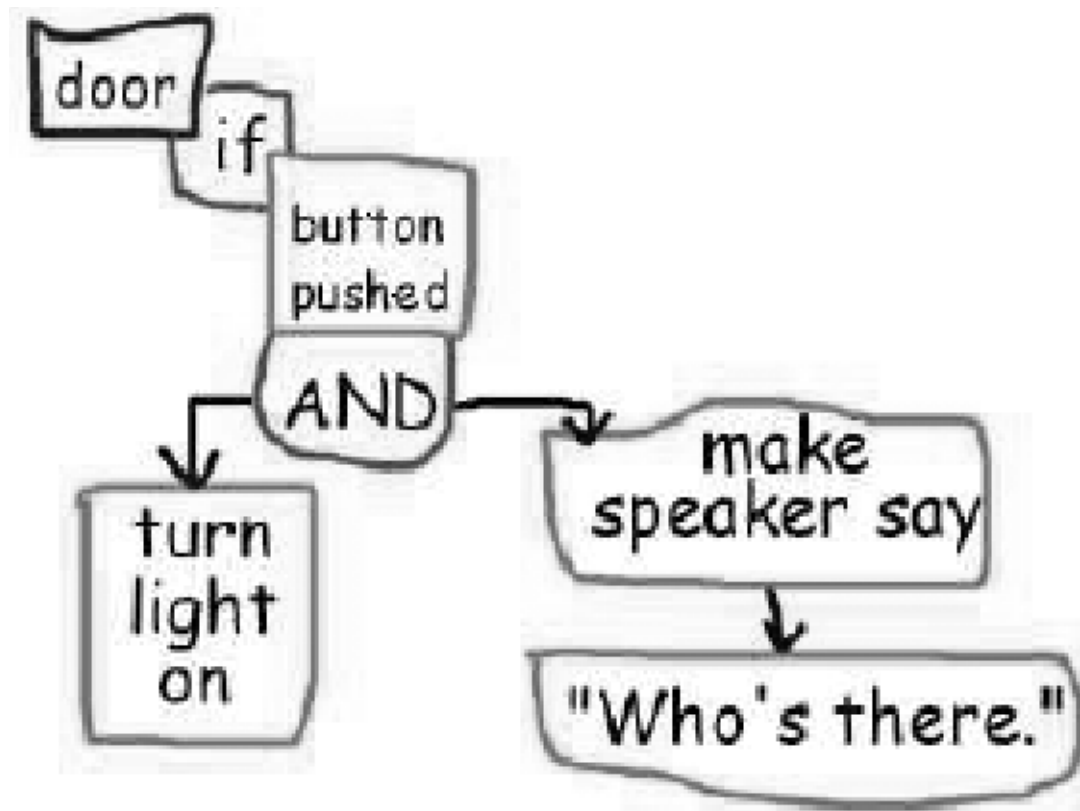 door
if
button
pushed
AND
turn
light
on
make
speaker say
"Who's there."